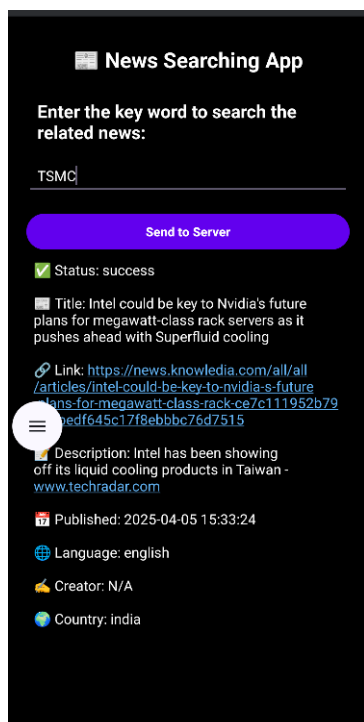 📰 News Searching App
Enter the key word to search the
related news:
TSMC
Send to Server
✅ Status: success
📰 Title: Intel could be key to Nvidia's future
plans for megawatt-class rack servers as it
pushes ahead with Superfluid cooling
🔗 Link: https://news.knowledia.com/all/all
/articles/intel-could-be-key-to-nvidia-s-future
plans-for-megawatt-class-rack-ce7c111952b79
edf645c17f8ebbbc76d7515
📝 Description: Intel has been showing
off its liquid cooling products in Taiwan -
www.techradar.com
📅 Published: 2025-04-05 15:33:24
🌐 Language: english
✍️ Creator: N/A
🌍 Country: india